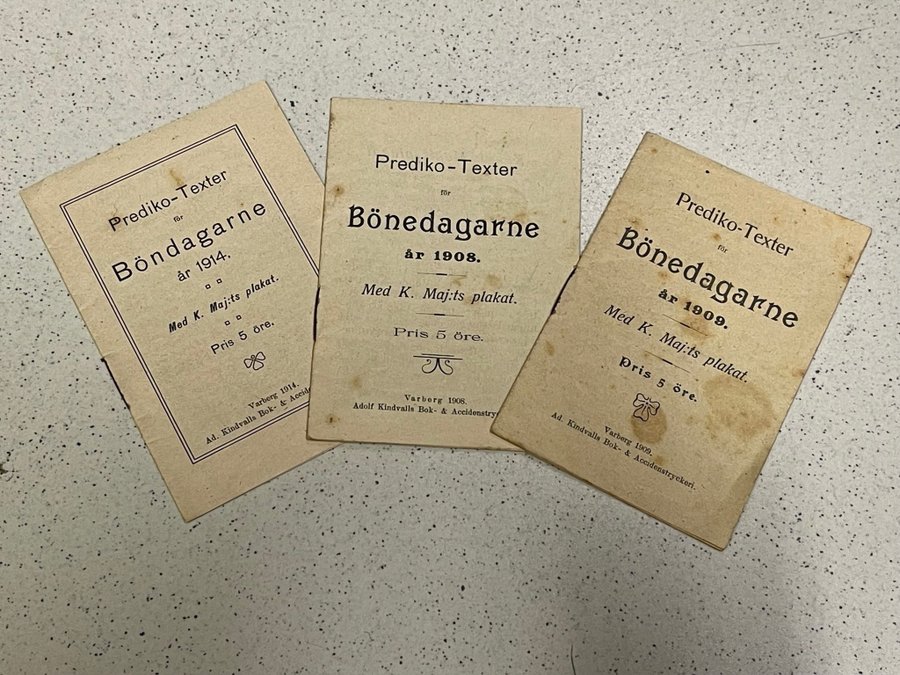 Prediko-Texter
för
Böndagarne
år 1914.
Med K. Maj:ts plakat.
Pris 5 öre.
Varberg 1914.
Ad. Kindvalls Bok- & Acciden
Prediko-Texter
för
Bönedagarne
år 1908.
Med K. Maj:ts plakat.
Pris 5 öre.
Varberg 1908.
Adolf Kindvalls Bok- & Accidenstry
Prediko-Texter
för
Bönedagarne
år 1909.
Med K. Maj:ts plakat.
Pris 5 öre.
Varberg 1909.
Ad. Kindvalls Bok- & Accidenstryckeri.